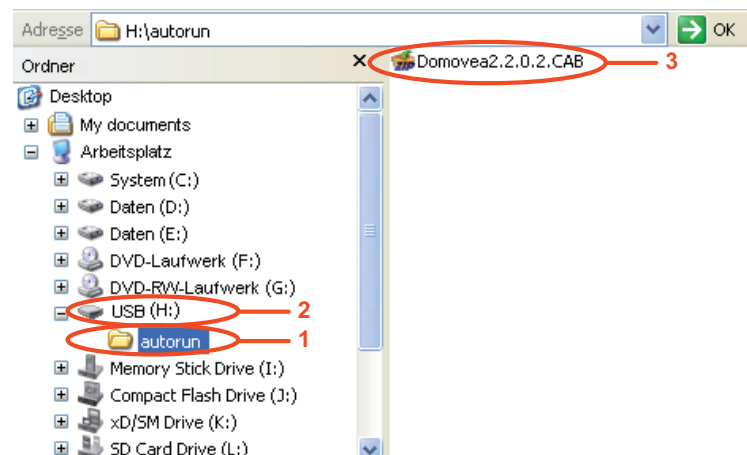 Adresse H:\autorun OK
Ordner
Domovea2.2.0.2.CAB 3
Desktop
My documents
Arbeitsplatz
System (C:)
Daten (D:)
Daten (E:)
DVD-Laufwerk (F:)
DVD-RW-Laufwerk (G:)
USB (H:) 2
autorun 1
Memory Stick Drive (I:)
Compact Flash Drive (J:)
xD/SM Drive (K:)
SD Card Drive (L:)